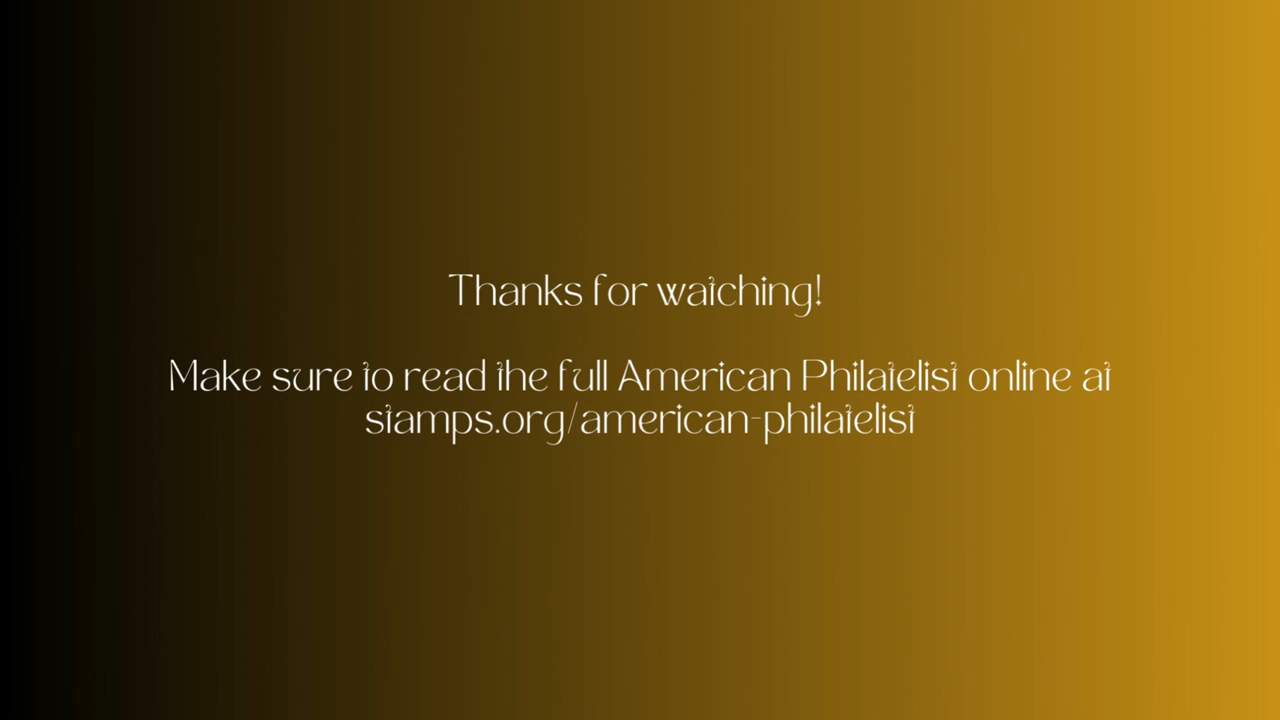 Thanks for watching!
Make sure to read the full American Philatelist online at
stamps.org/american-philatelist